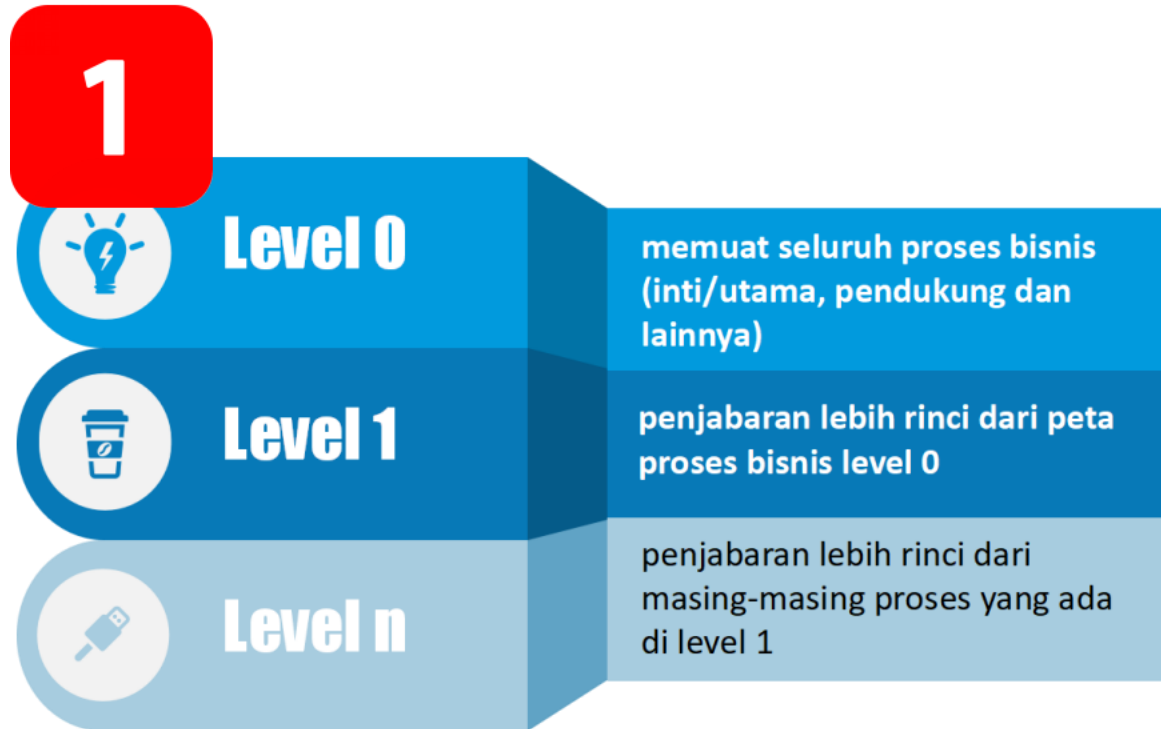 1
Level 0
memuat seluruh proses bisnis
(inti/utama, pendukung dan
lainnya)
Level 1
penjabaran lebih rinci dari peta
proses bisnis level 0
Level n
penjabaran lebih rinci dari
masing-masing proses yang ada
di level 1